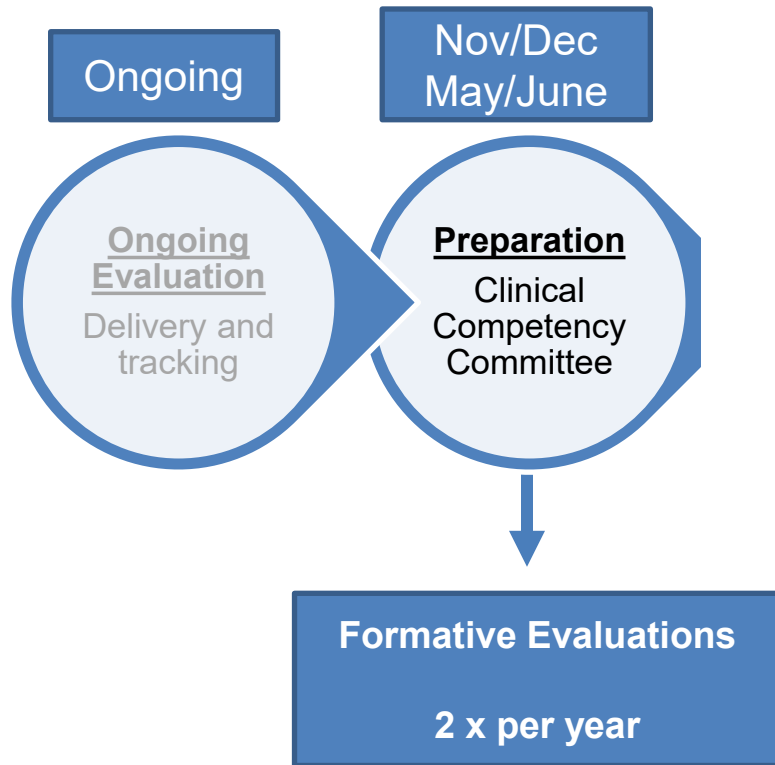 Ongoing
Nov/Dec
May/June
Ongoing
Evaluation
Delivery and
tracking
Preparation
Clinical
Competency
Committee
Formative Evaluations
2 x per year